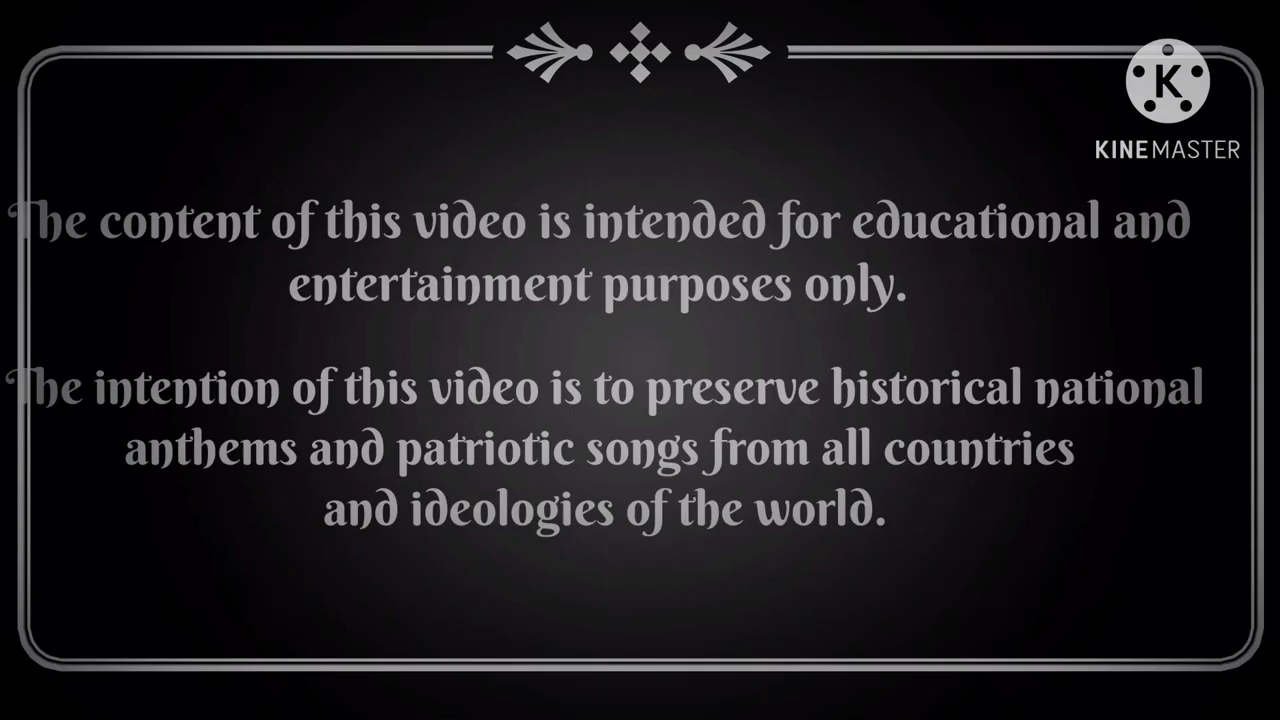 K
KINEMASTER
The content of this video is intended for educational and
entertainment purposes only.
The intention of this video is to preserve historical national
anthems and patriotic songs from all countries
and ideologies of the world.